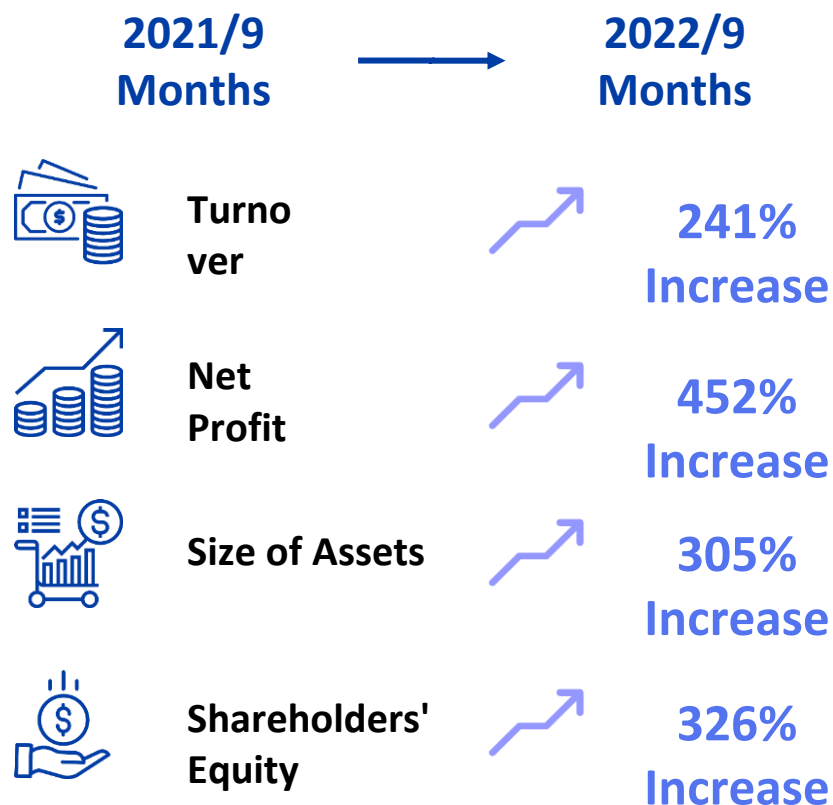 2021/9
Months
2022/9
Months
Turno
ver
241%
Increase
Net
Profit
452%
Increase
Size of Assets
305%
Increase
Shareholders'
Equity
326%
Increase